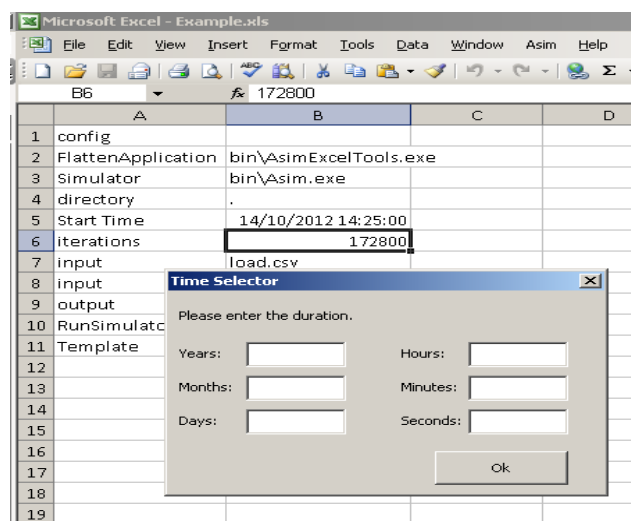 Microsoft Excel - Example.xls
File Edit View Insert Format Tools Data Window Asim Help
ABC Σ
B6 fx 172800
A B C D
1 config
2 FlattenApplication bin\AsimExcelTools.exe
3 Simulator bin\Asim.exe
4 directory .
5 Start Time 14/10/2012 14:25:00
6 iterations 172800
7 input load.csv
8 input
9 output
10 RunSimulato
11 Template
12
13
14
15
16
17
18
19
Time Selector
Please enter the duration.
Years: Hours:
Months: Minutes:
Days: Seconds:
Ok